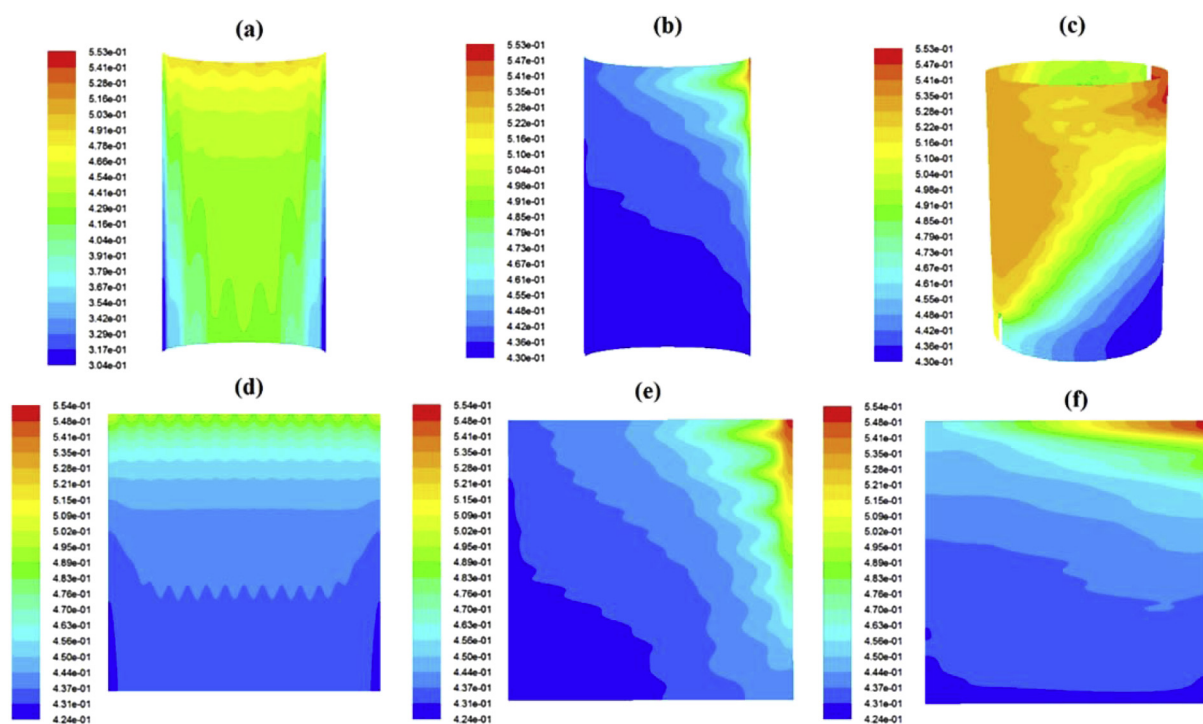 (a)
5.53e-01
5.41e-01
5.28e-01
5.16e-01
5.03e-01
4.91e-01
4.78e-01
4.66e-01
4.54e-01
4.41e-01
4.29e-01
4.16e-01
4.04e-01
3.91e-01
3.79e-01
3.67e-01
3.54e-01
3.42e-01
3.29e-01
3.17e-01
3.04e-01
(b)
5.53e-01
5.47e-01
5.41e-01
5.35e-01
5.29e-01
5.22e-01
5.16e-01
5.10e-01
5.04e-01
4.98e-01
4.91e-01
4.85e-01
4.79e-01
4.73e-01
4.67e-01
4.61e-01
4.55e-01
4.48e-01
4.42e-01
4.36e-01
4.30e-01
(c)
5.53e-01
5.47e-01
5.41e-01
5.35e-01
5.29e-01
5.22e-01
5.16e-01
5.10e-01
5.04e-01
4.98e-01
4.91e-01
4.85e-01
4.79e-01
4.73e-01
4.67e-01
4.61e-01
4.55e-01
4.48e-01
4.42e-01
4.36e-01
4.30e-01
(d)
5.54e-01
5.48e-01
5.41e-01
5.35e-01
5.28e-01
5.21e-01
5.15e-01
5.09e-01
5.02e-01
4.95e-01
4.89e-01
4.83e-01
4.76e-01
4.70e-01
4.63e-01
4.56e-01
4.50e-01
4.44e-01
4.37e-01
4.31e-01
4.24e-01
(e)
5.54e-01
5.48e-01
5.41e-01
5.35e-01
5.28e-01
5.21e-01
5.15e-01
5.09e-01
5.02e-01
4.95e-01
4.89e-01
4.83e-01
4.76e-01
4.70e-01
4.63e-01
4.56e-01
4.50e-01
4.44e-01
4.37e-01
4.31e-01
4.24e-01
(f)
5.54e-01
5.48e-01
5.41e-01
5.35e-01
5.28e-01
5.21e-01
5.15e-01
5.09e-01
5.02e-01
4.95e-01
4.89e-01
4.83e-01
4.76e-01
4.70e-01
4.63e-01
4.56e-01
4.50e-01
4.44e-01
4.37e-01
4.31e-01
4.24e-01